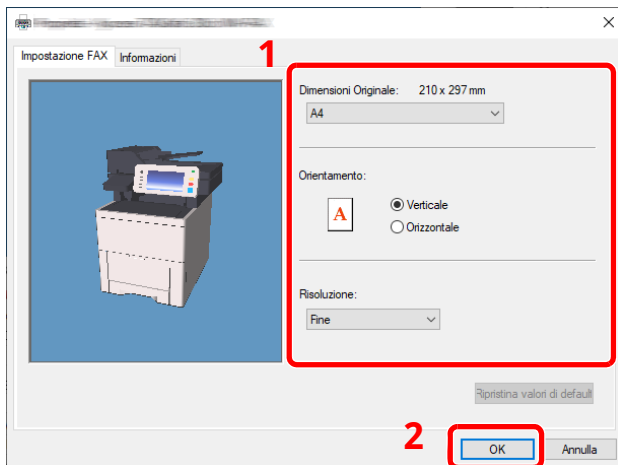 1
Impostazione FAX
Informazioni
Dimensioni Originale: 210 x 297 mm
A4
Orientamento:
A
Verticale
Orizzontale
Risoluzione:
Fine
Ripristina valori di default
2
OK
Annulla